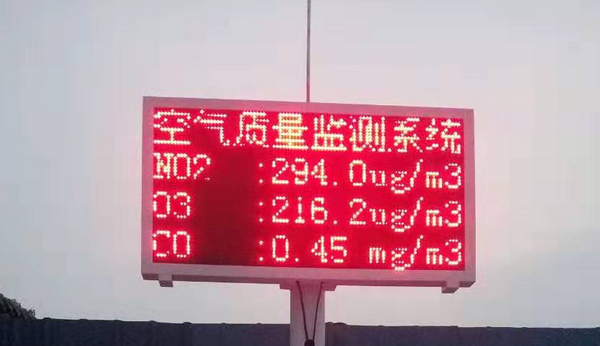 空气质量监测系统
NO2 :294.0ug/m3
O3 :216.2ug/m3
CO :0.45 mg/m3